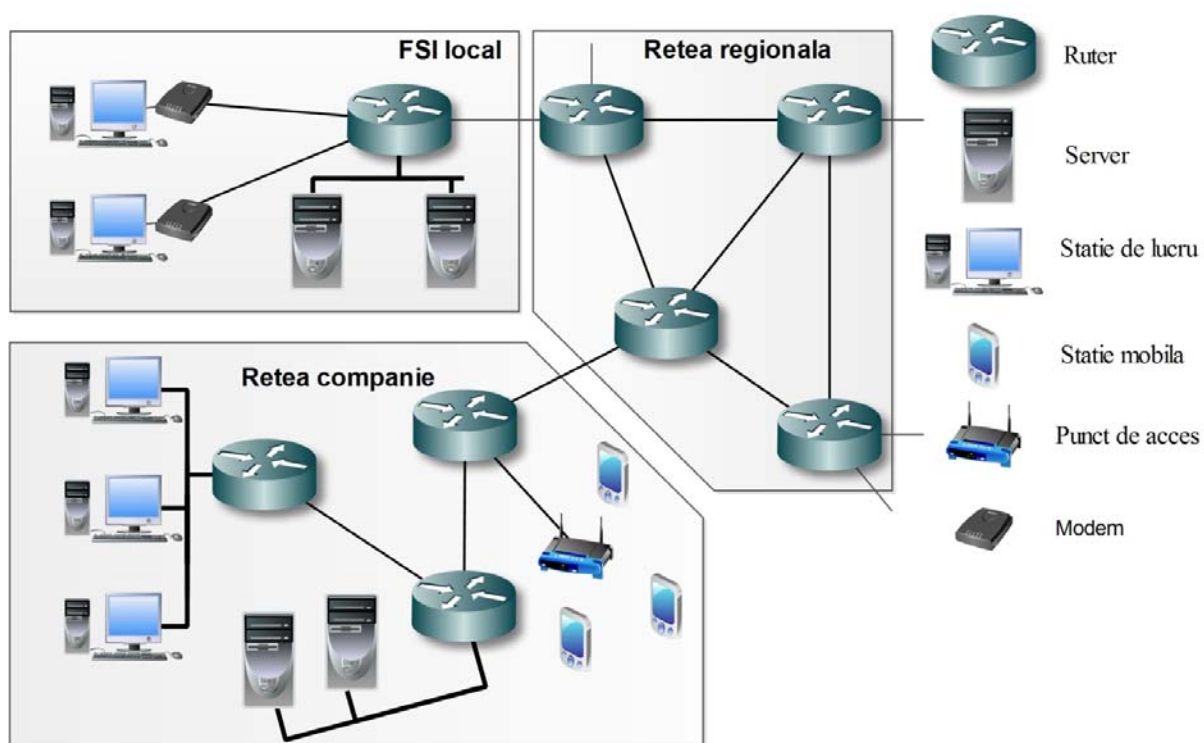 FSI local
Retea regionala
Retea companie
Ruter
Server
Statie de lucru
Statie mobila
Punct de acces
Modem